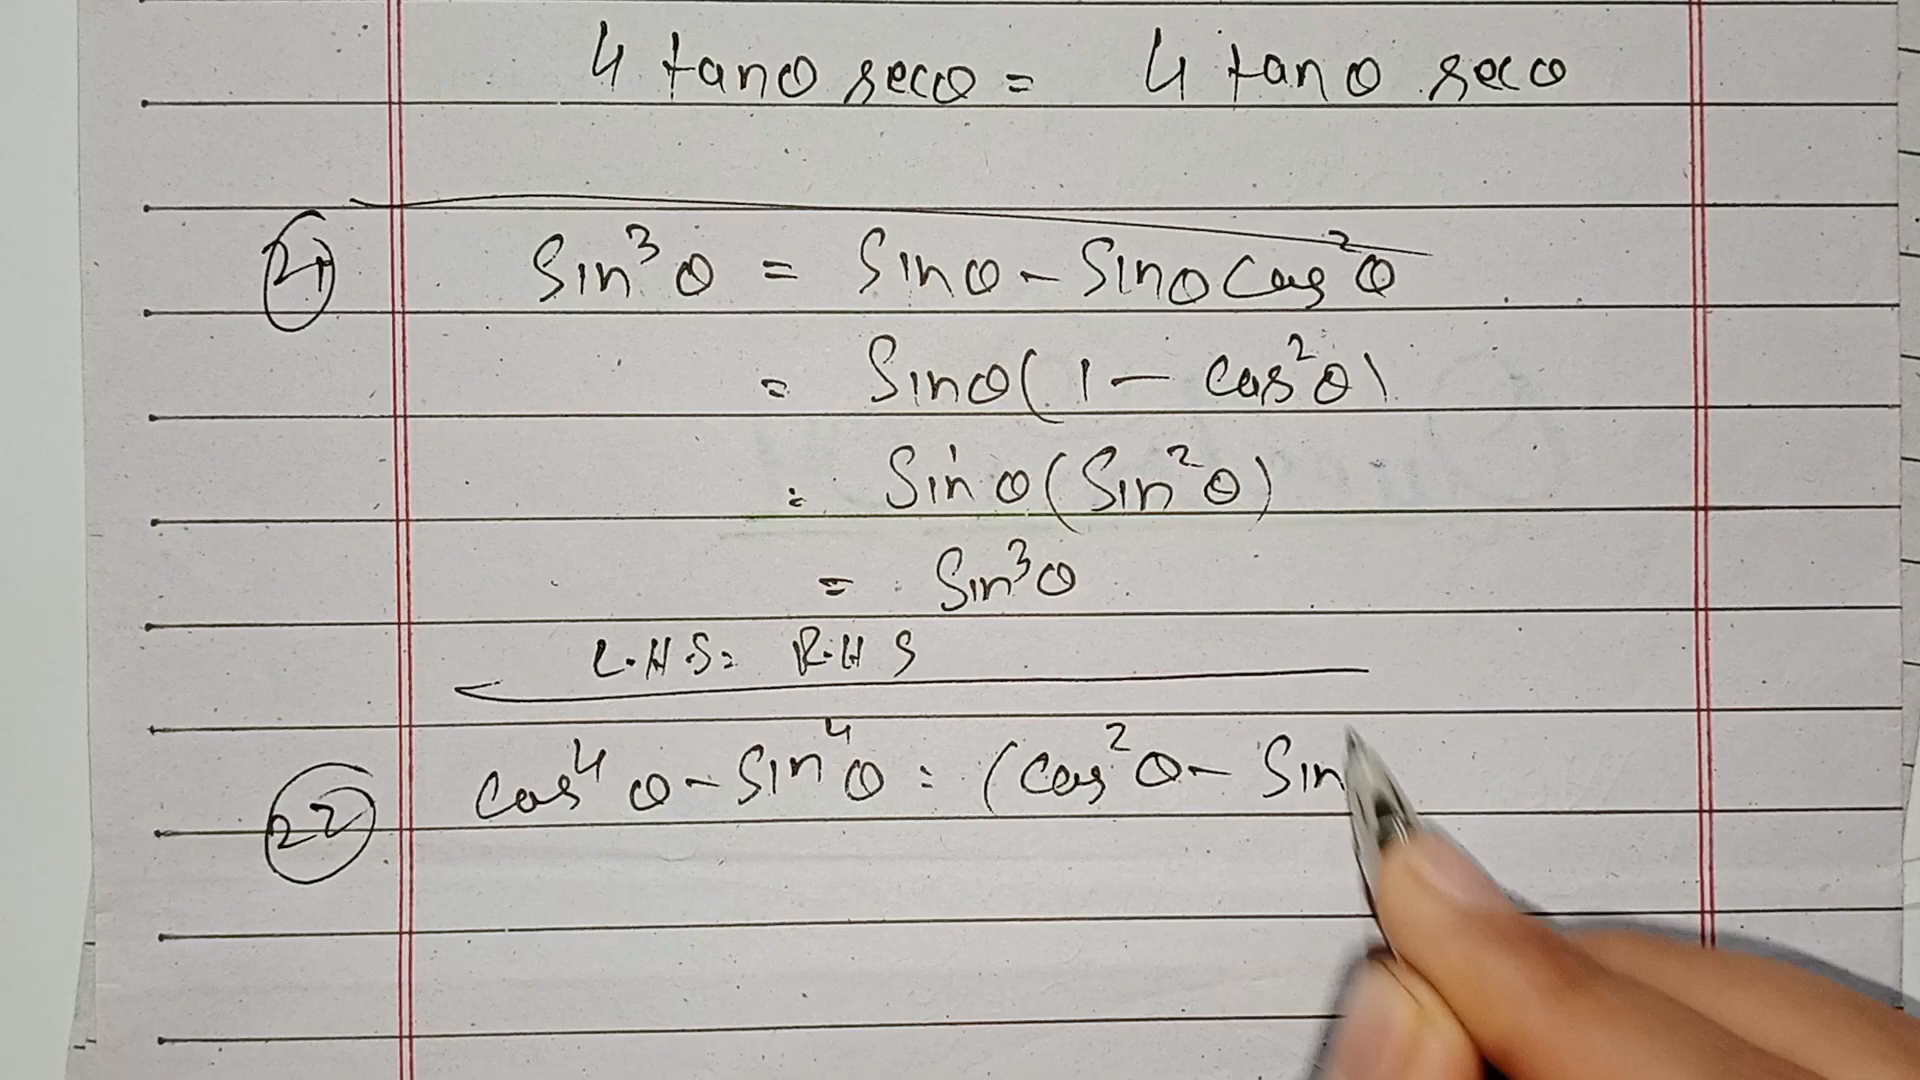 4 tanθ secθ = 4 tanθ secθ
21 Sin³θ = Sinθ - Sinθ Cos²θ
= Sinθ(1 - Cos²θ)
= Sinθ(Sin²θ)
= Sin³θ
L.H.S = R.H.S
22 Cos⁴θ - Sin⁴θ = (Cos²θ - Sin